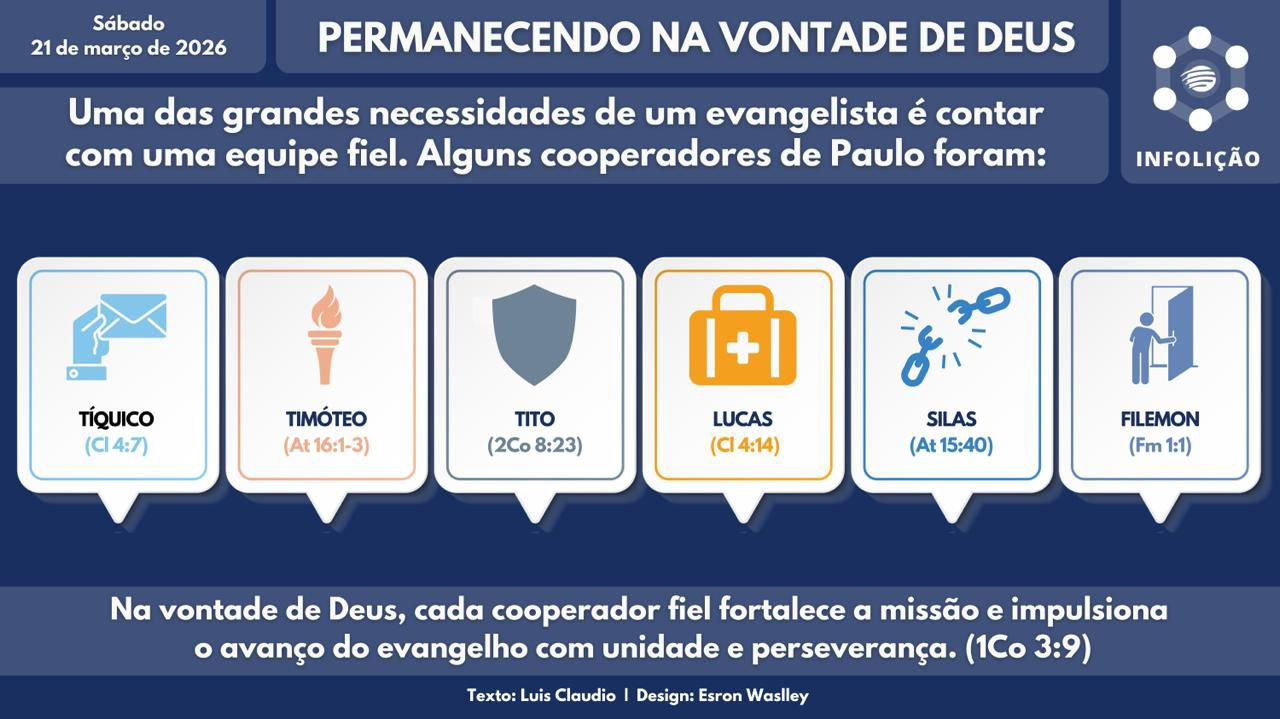 Sábado
21 de março de 2026
PERMANECENDO NA VONTADE DE DEUS
INFOLIÇÃO
Uma das grandes necessidades de um evangelista é contar
com uma equipe fiel. Alguns cooperadores de Paulo foram:
TÍQUICO
(Cl 4:7)
TIMÓTEO
(At 16:1-3)
TITO
(2Co 8:23)
LUCAS
(Cl 4:14)
SILAS
(At 15:40)
FILEMON
(Fm 1:1)
Na vontade de Deus, cada cooperador fiel fortalece a missão e impulsiona
o avanço do evangelho com unidade e perseverança. (1Co 3:9)
Texto: Luis Claudio | Design: Esron Waslley